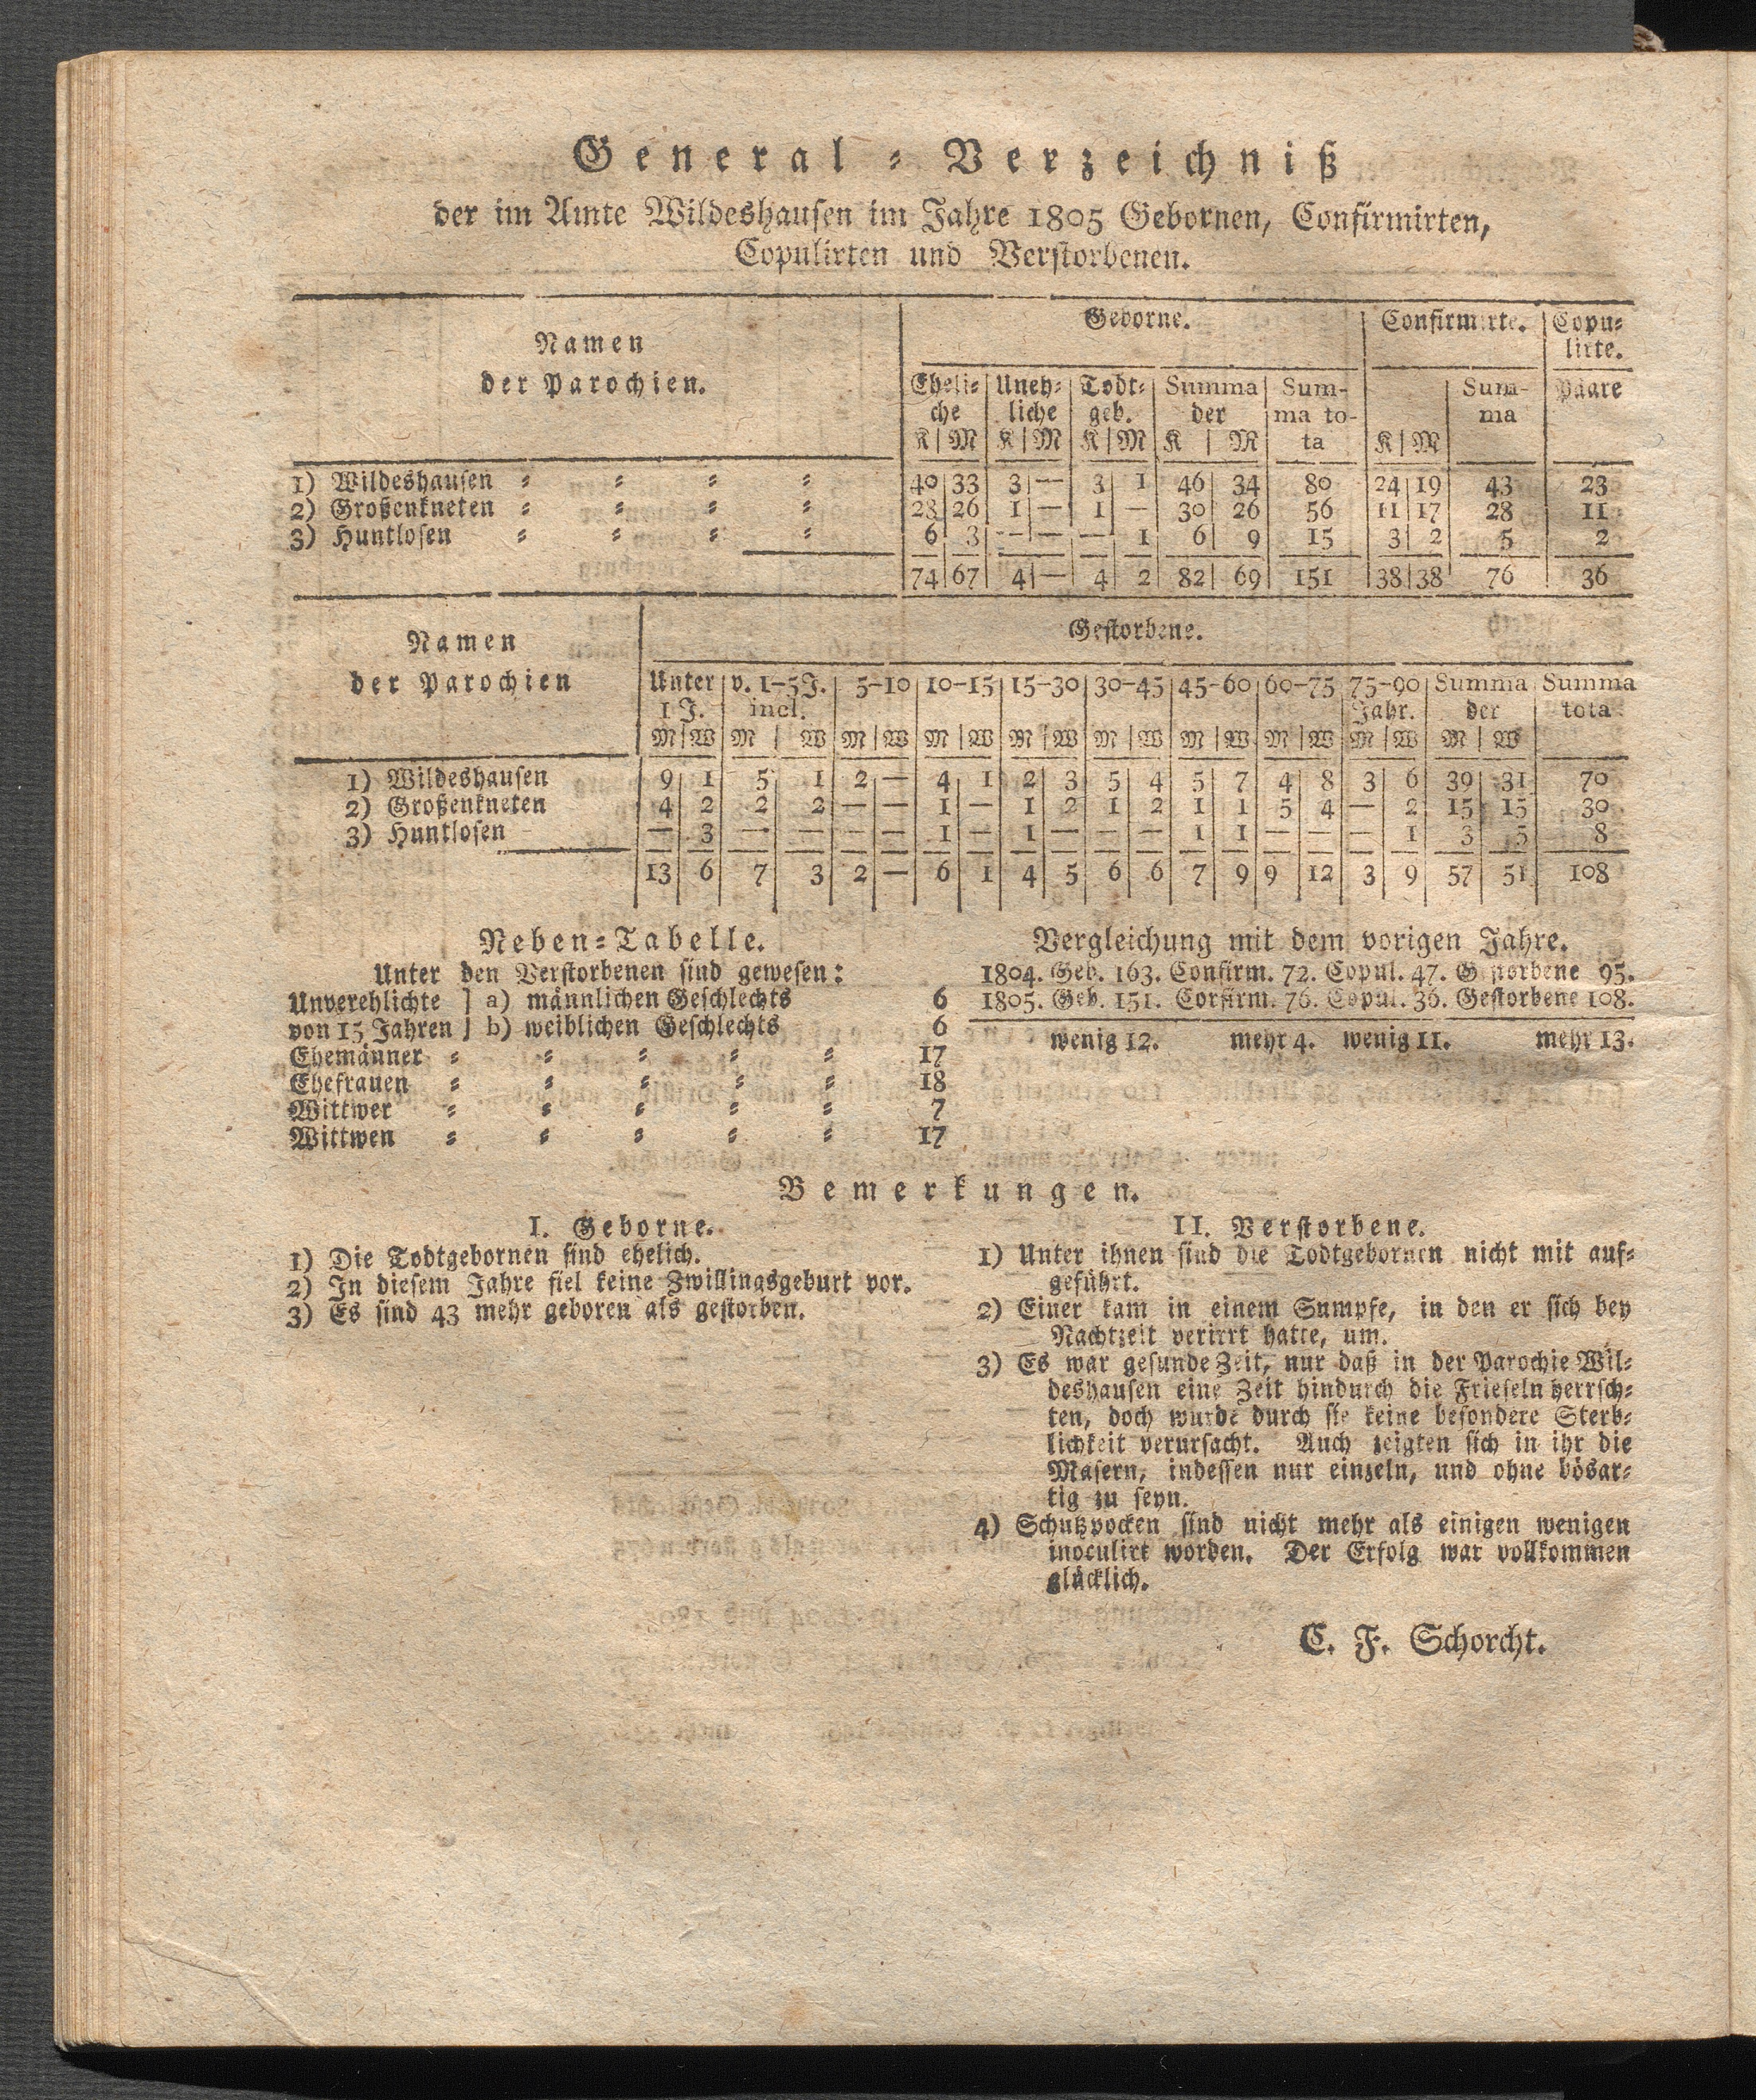 General-Verzeichniß
der im Amte Wildeshausen im Jahre 1805 Gebornen, Confirmirten,
Copulirten und Verstorbenen.
Namen der Parochien. Geborne. Confirmirte. Copulirte.
Eheli- Uneh- Todt- Summa Sum- Sum- Paare
che liche geb. der ma to- ma
K M K M K M K M ta K M
1) Wildeshausen 40 33 3 — 3 1 46 34 80 24 19 43 23
2) Großenkneten 28 26 1 — 1 — 30 26 56 11 17 28 11
3) Huntlosen 6 3 — — — 1 6 9 15 3 2 5 2
74 67 4 — 4 2 82 69 151 38 38 76 36
Namen der Parochien Gestorbene.
Unter v. 1–5 J. 5–10 10–15 15–30 30–45 45–60 60–75 75–90 Summa Summa
1 J. incl. Jahr. der tota
M W M W M W M W M W M W M W M W M W M W
1) Wildeshausen 9 1 5 1 2 — 4 1 2 3 5 4 5 7 4 8 3 6 39 31 70
2) Großenkneten 4 2 2 2 — — 1 — 1 2 1 2 1 1 5 4 — 2 15 15 30
3) Huntlosen — 3 — — — — 1 — 1 — — — 1 1 — — — 1 3 5 8
13 6 7 3 2 — 6 1 4 5 6 6 7 9 9 12 3 9 57 51 108
Neben-Tabelle.
Unter den Verstorbenen sind gewesen:
Unverehlichte ] a) männlichen Geschlechts 6
von 15 Jahren ] b) weiblichen Geschlechts 6
Ehemänner 17
Ehefrauen 18
Wittwer 7
Wittwen 17
Vergleichung mit dem vorigen Jahre.
1804. Geb. 163. Confirm. 72. Copul. 47. Gestorbene 95.
1805. Geb. 151. Corfirm. 76. Copul. 36. Gestorbene 108.
wenig 12. mehr 4. wenig 11. mehr 13.
Bemerkungen.
I. Geborne.
1) Die Todtgebornen sind ehelich.
2) In diesem Jahre fiel keine Zwillingsgeburt vor.
3) Es sind 43 mehr geboren als gestorben.
II. Verstorbene.
1) Unter ihnen sind die Todtgebornen nicht mit auf-
geführt.
2) Einer kam in einem Sumpfe, in den er sich bey
Nachtzeit verirrt hatte, um.
3) Es war gesunde Zeit, nur daß in der Parochie Wil-
deshausen eine Zeit hindurch die Frieseln herrsch-
ten, doch wurde durch sie keine besondere Sterb-
lichkeit verursacht. Auch zeigten sich in ihr die
Masern, indessen nur einzeln, und ohne bösar-
tig zu seyn.
4) Schutzpocken sind nicht mehr als einigen wenigen
inoculirt worden. Der Erfolg war vollkommen
glücklich.
C. F. Schorcht.